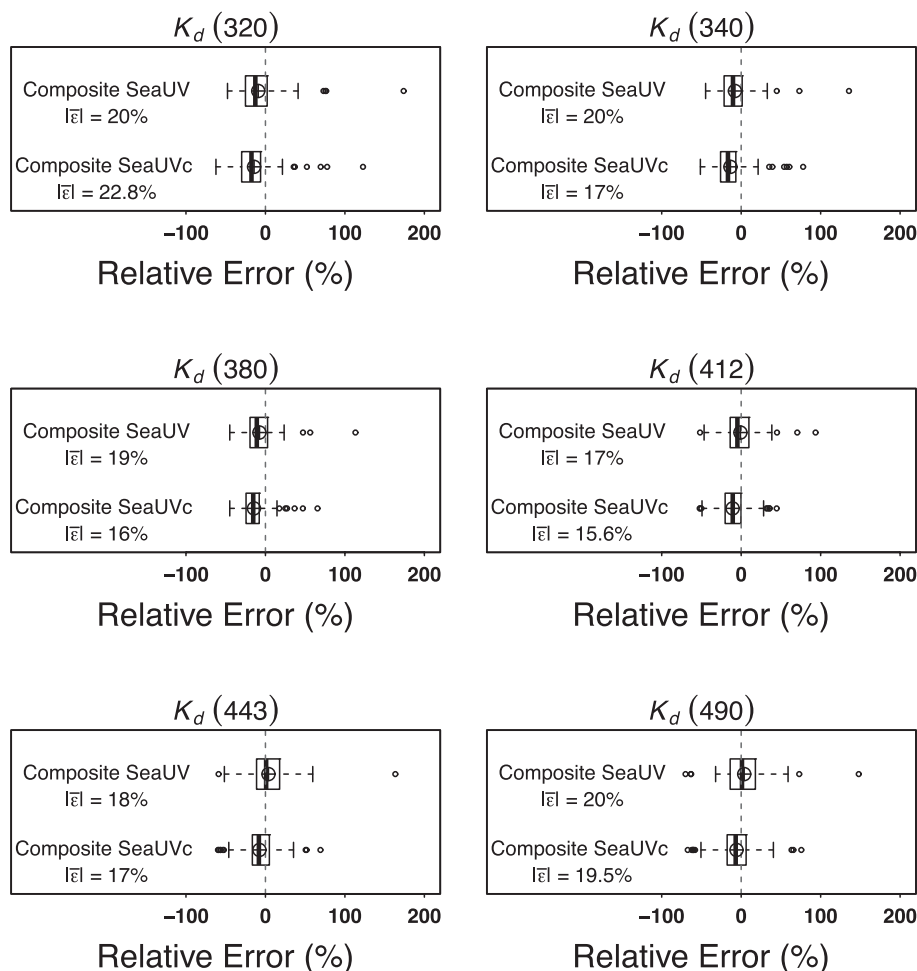 K_d (320)
Composite SeaUV
|ε̅| = 20%
Composite SeaUVc
|ε̅| = 22.8%
−100 0 100 200
Relative Error (%)
K_d (340)
Composite SeaUV
|ε̅| = 20%
Composite SeaUVc
|ε̅| = 17%
−100 0 100 200
Relative Error (%)
K_d (380)
Composite SeaUV
|ε̅| = 19%
Composite SeaUVc
|ε̅| = 16%
−100 0 100 200
Relative Error (%)
K_d (412)
Composite SeaUV
|ε̅| = 17%
Composite SeaUVc
|ε̅| = 15.6%
−100 0 100 200
Relative Error (%)
K_d (443)
Composite SeaUV
|ε̅| = 18%
Composite SeaUVc
|ε̅| = 17%
−100 0 100 200
Relative Error (%)
K_d (490)
Composite SeaUV
|ε̅| = 20%
Composite SeaUVc
|ε̅| = 19.5%
−100 0 100 200
Relative Error (%)